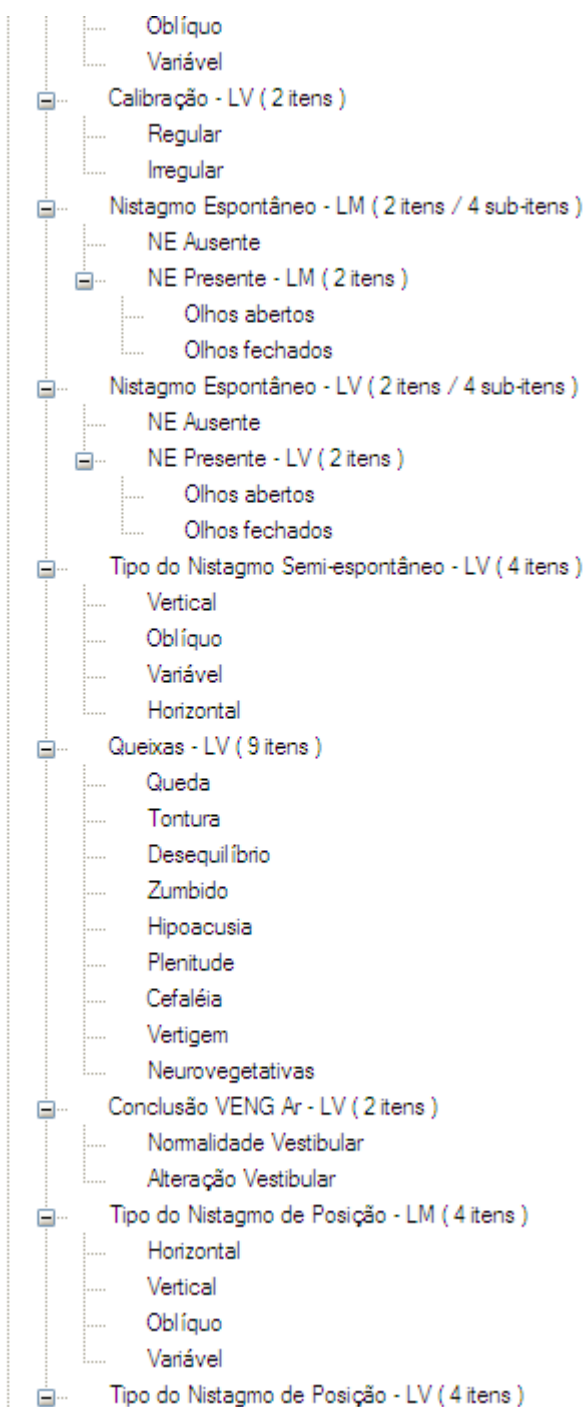 Oblíquo
Variável
Calibração - LV ( 2 itens )
Regular
Irregular
Nistagmo Espontâneo - LM ( 2 itens / 4 sub-itens )
NE Ausente
NE Presente - LM ( 2 itens )
Olhos abertos
Olhos fechados
Nistagmo Espontâneo - LV ( 2 itens / 4 sub-itens )
NE Ausente
NE Presente - LV ( 2 itens )
Olhos abertos
Olhos fechados
Tipo do Nistagmo Semi-espontâneo - LV ( 4 itens )
Vertical
Oblíquo
Variável
Horizontal
Queixas - LV ( 9 itens )
Queda
Tontura
Desequilíbrio
Zumbido
Hipoacusia
Plenitude
Cefaléia
Vertigem
Neurovegetativas
Conclusão VENG Ar - LV ( 2 itens )
Normalidade Vestibular
Alteração Vestibular
Tipo do Nistagmo de Posição - LM ( 4 itens )
Horizontal
Vertical
Oblíquo
Variável
Tipo do Nistagmo de Posição - LV ( 4 itens )